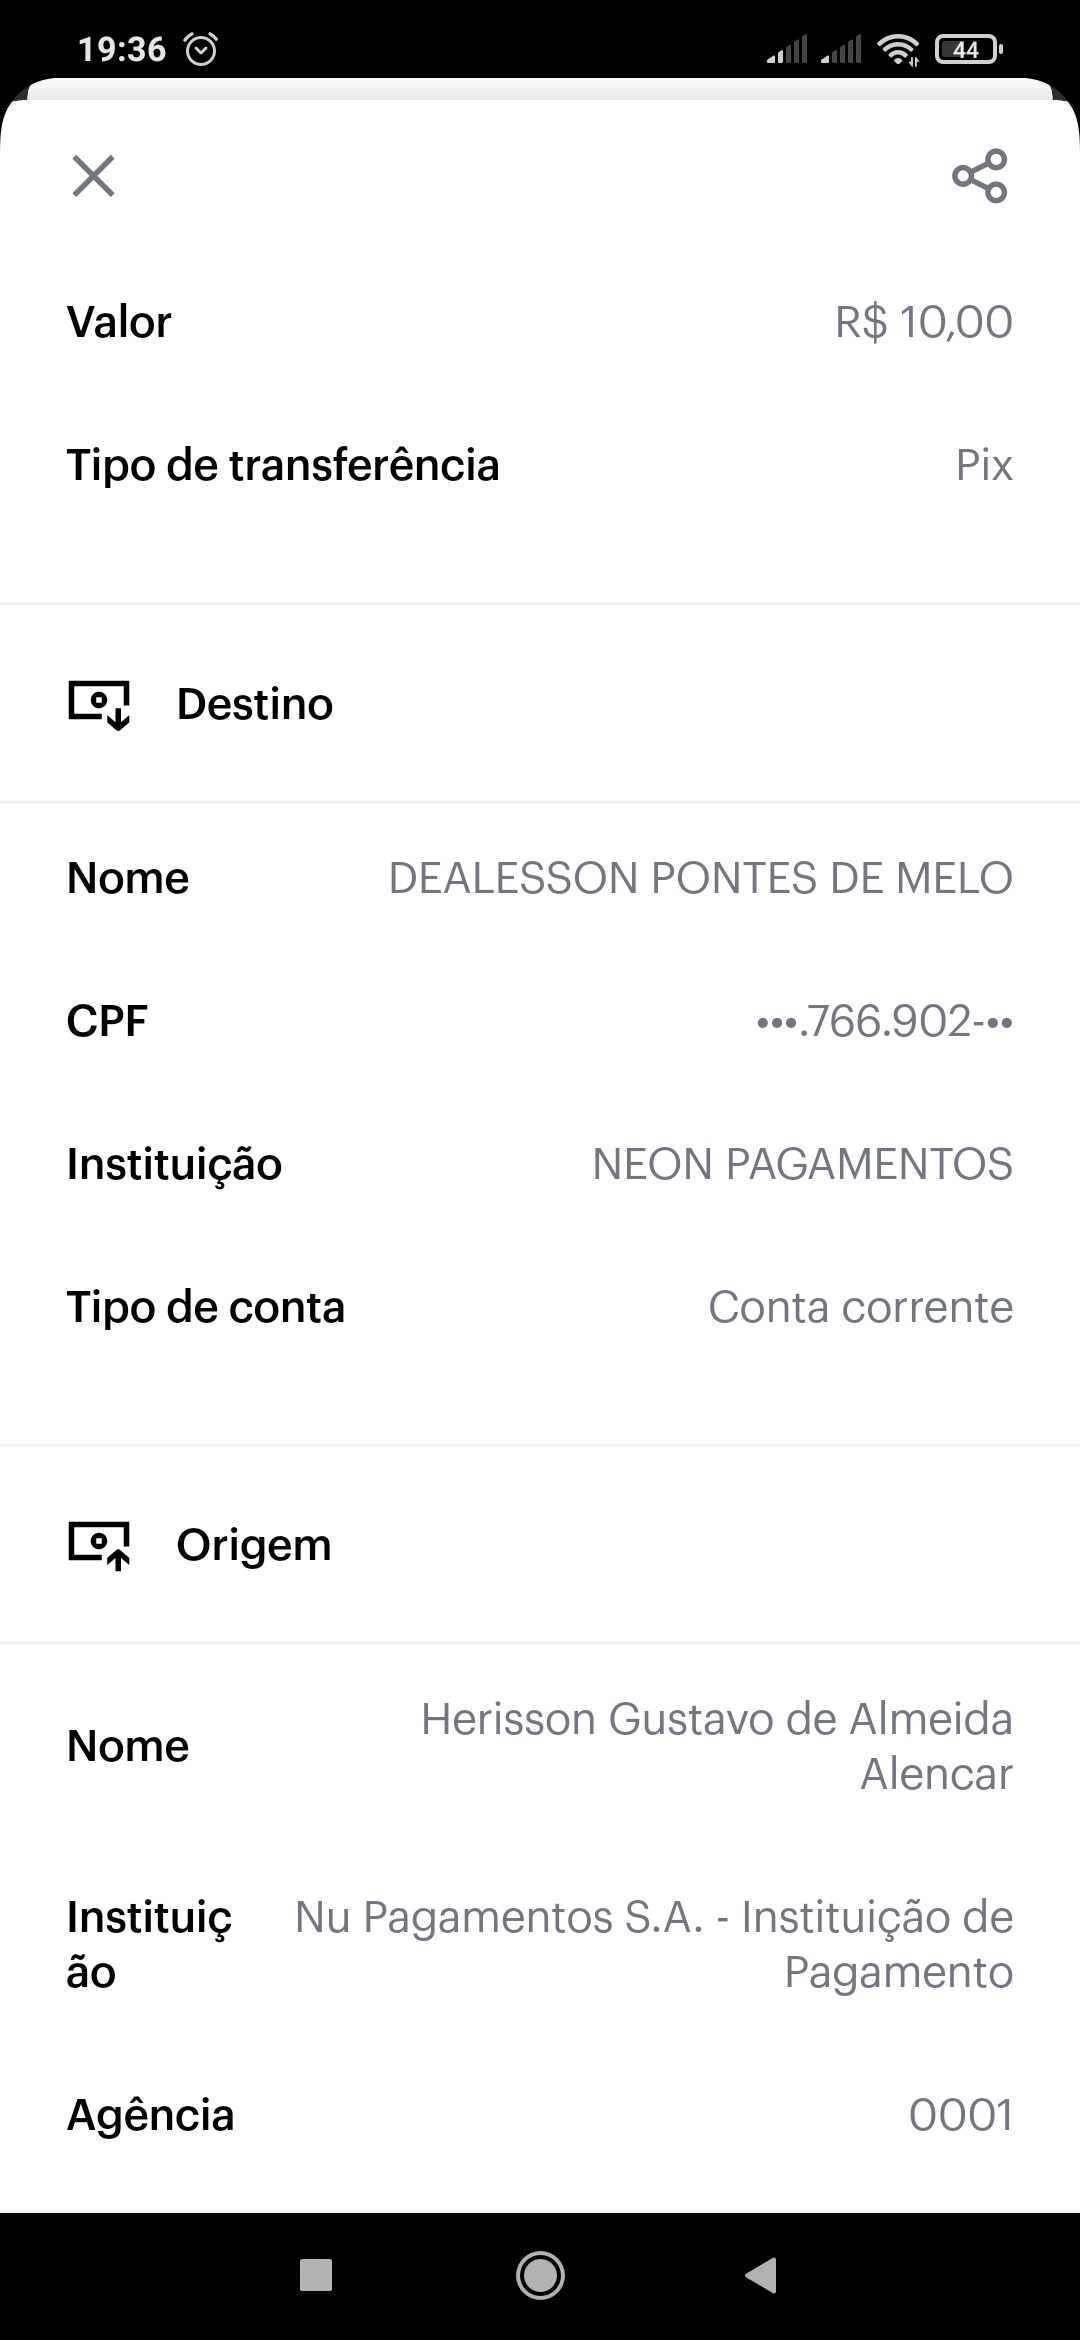 19:36
44
Valor R$ 10,00
Tipo de transferência Pix
Destino
Nome DEALESSON PONTES DE MELO
CPF •••.766.902-••
Instituição NEON PAGAMENTOS
Tipo de conta Conta corrente
Origem
Nome Herisson Gustavo de Almeida
Alencar
Instituiç Nu Pagamentos S.A. - Instituição de
ão Pagamento
Agência 0001